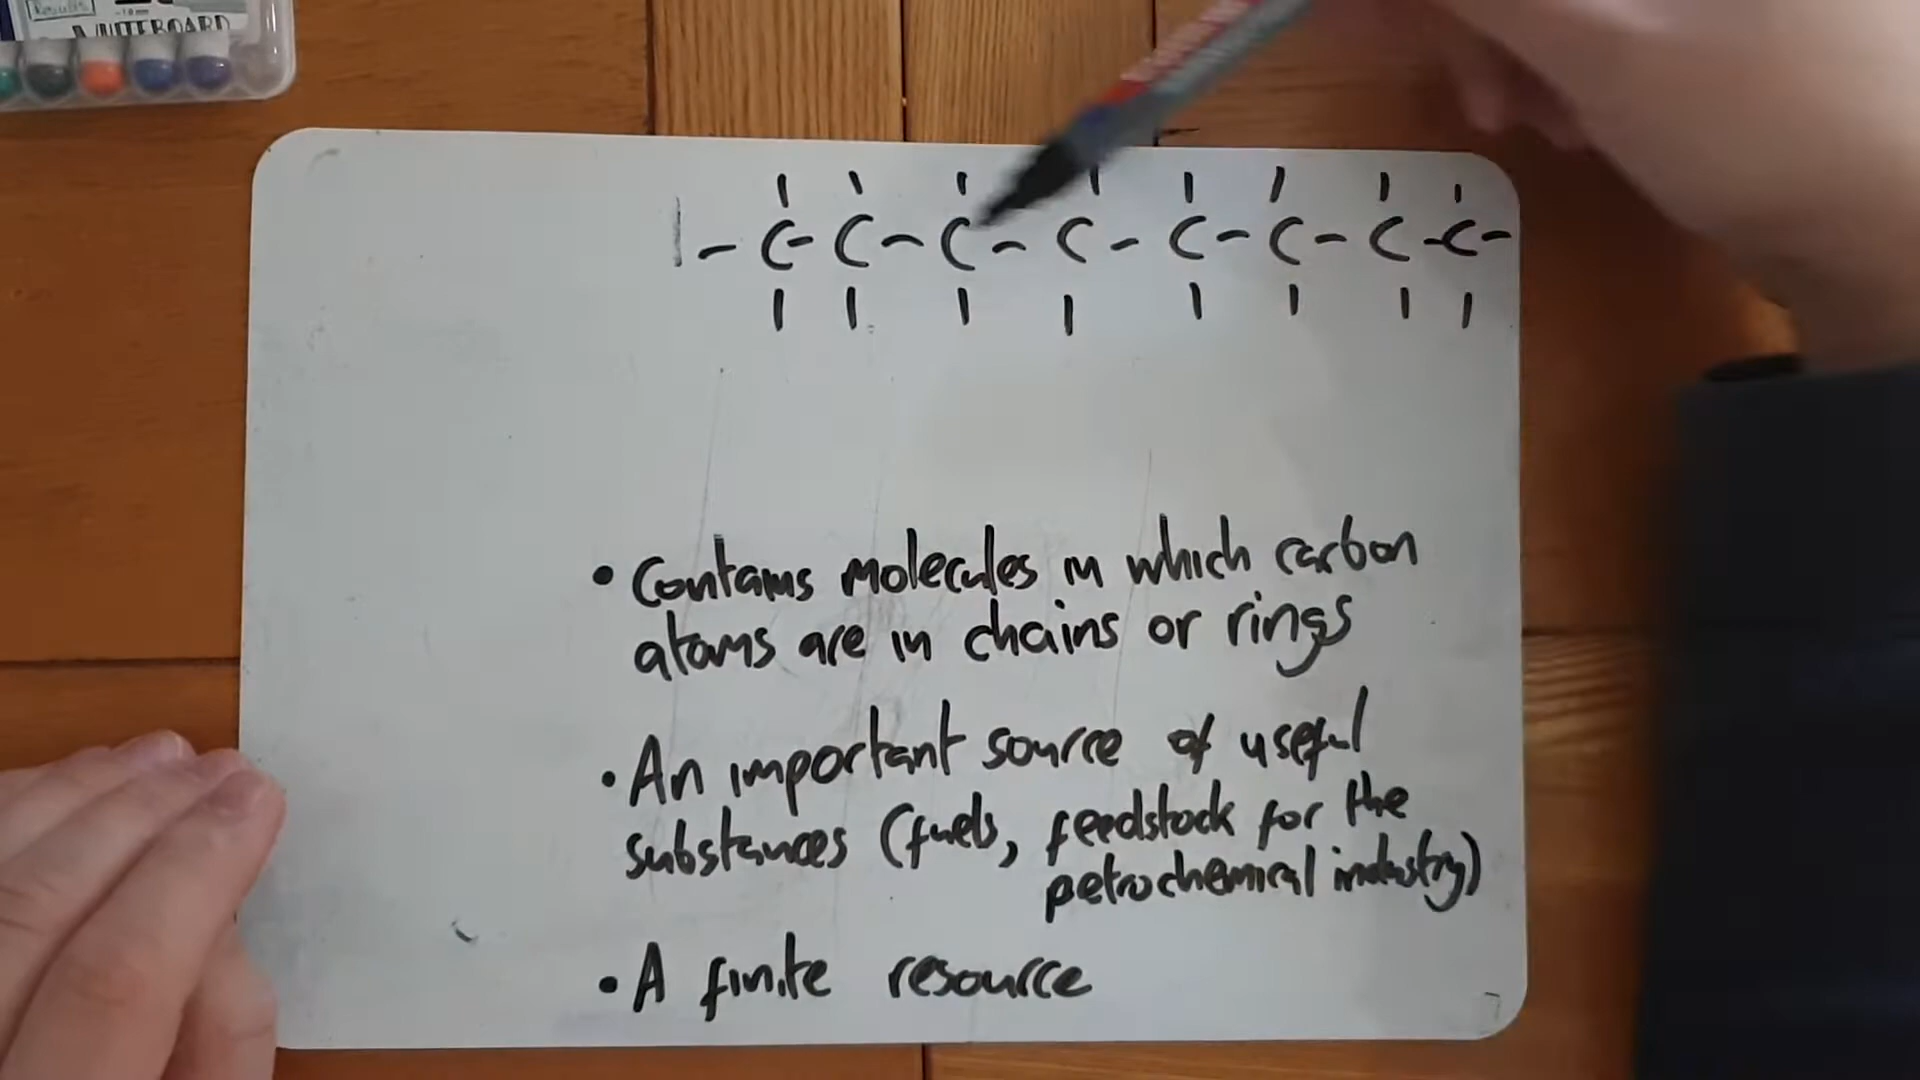 WHITEBOARD
- C - C - C - C - C - C - C - C -
• Contains molecules in which carbon
atoms are in chains or rings
• An important source of useful
substances (fuels, feedstock for the
petrochemical industry)
• A finite resource